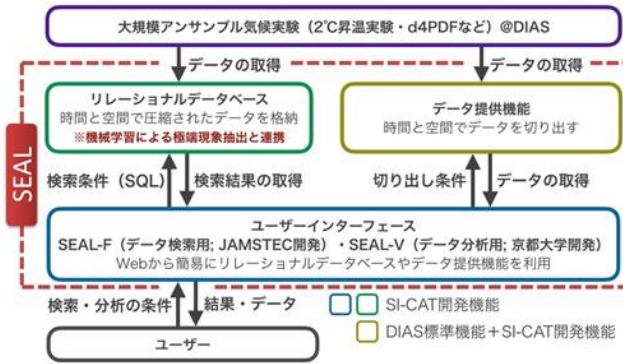 大規模アンサンブル気候実験（2℃昇温実験・d4PDFなど）@DIAS
データの取得
データの取得
リレーショナルデータベース
時間と空間で圧縮されたデータを格納
※機械学習による極端現象抽出と連携
データ提供機能
時間と空間でデータを切り出す
SEAL
検索条件（SQL）
検索結果の取得
切り出し条件
データの取得
ユーザーインターフェース
SEAL-F（データ検索用; JAMSTEC開発）・SEAL-V（データ分析用; 京都大学開発）
Webから簡易にリレーショナルデータベースやデータ提供機能を利用
検索・分析の条件
結果・データ
SI-CAT開発機能
DIAS標準機能＋SI-CAT開発機能
ユーザー